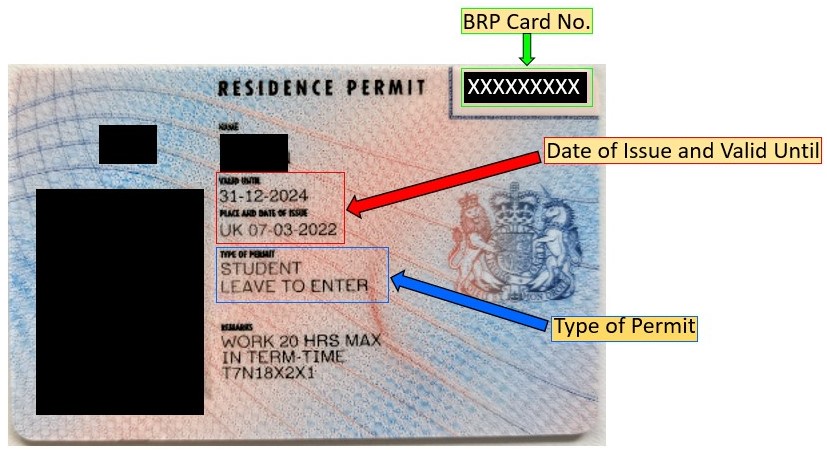 BRP Card No.
RESIDENCE PERMIT
XXXXXXXXX
NAME
Date of Issue and Valid Until
VALID UNTIL
31-12-2024
PLACE AND DATE OF ISSUE
UK 07-03-2022
TYPE OF PERMIT
STUDENT
LEAVE TO ENTER
Type of Permit
REMARKS
WORK 20 HRS MAX
IN TERM-TIME
T7N18X2X1